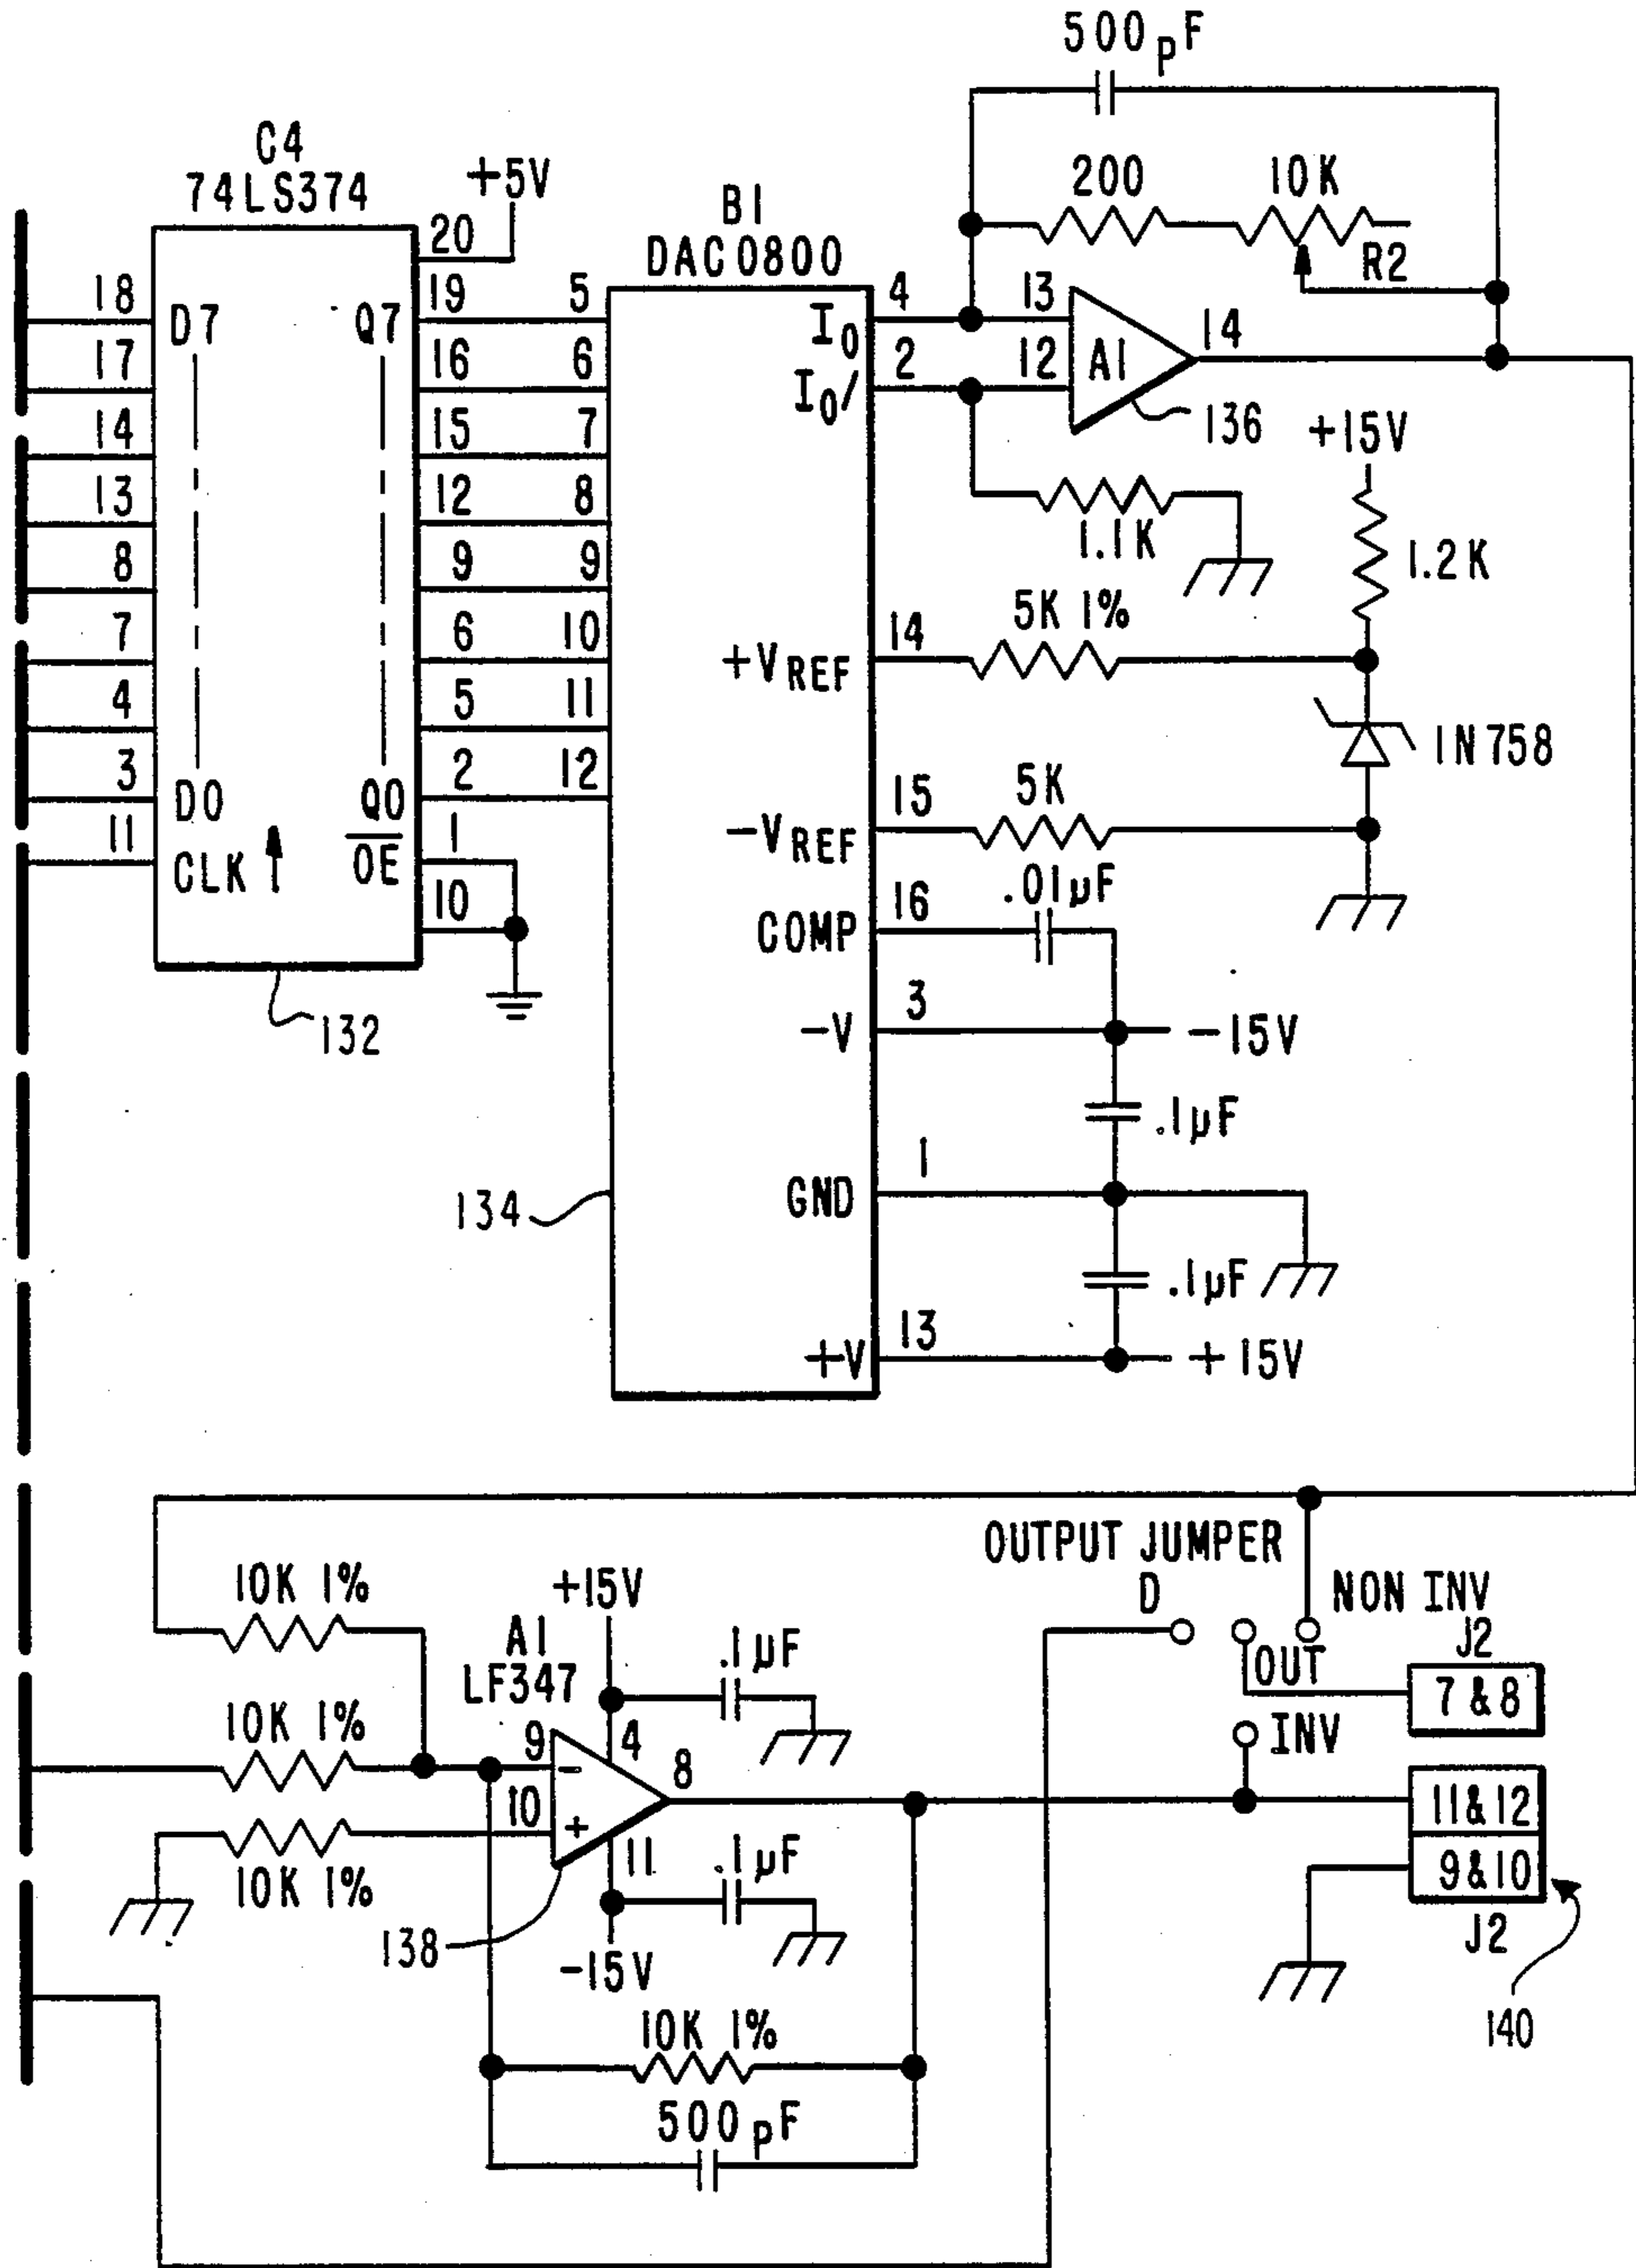 500pF
C4
74LS374
+5V
200
10K
B1
DAC0800
R2
20
18
D7
19
Q7
5
I0
4
13
14
17
16
6
I0/
2
12
A1
136
14
15
7
+15V
13
12
8
1.1K
1.2K
8
9
9
5K 1%
7
6
10
+VREF
14
4
5
11
1N758
3
D0
2
Q0
12
-VREF
15
5K
11
CLK
OE
1
10
.01µF
COMP
16
132
-V
3
-15V
.1µF
134
GND
1
.1µF
+V
13
+15V
OUTPUT JUMPER
D
NON INV
10K 1%
+15V
A1
LF347
.1µF
OUT
J2
7&8
10K 1%
9
-
4
8
INV
10
+
11
11&12
10K 1%
.1µF
9&10
138
-15V
J2
140
10K 1%
500pF